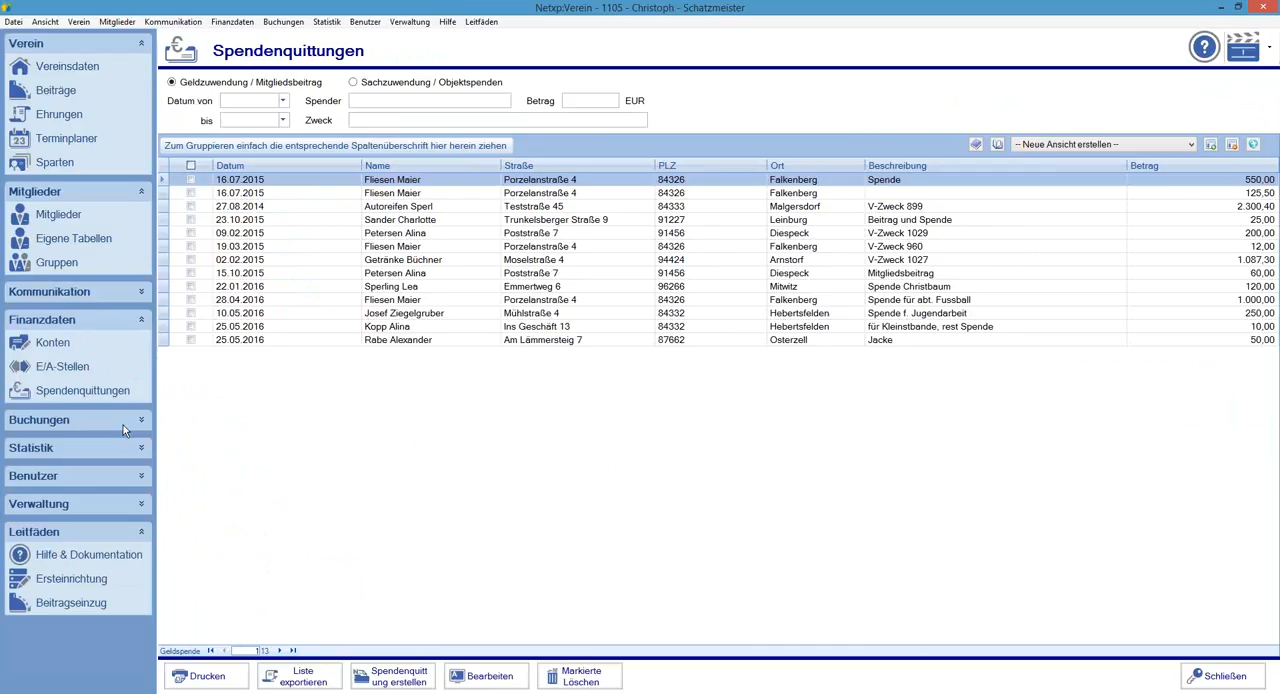 Netxp:Verein - 1105 - Christoph - Schatzmeister
Datei Ansicht Verein Mitglieder Kommunikation Finanzdaten Buchungen Statistik Benutzer Verwaltung Hilfe Leitfäden
Verein
Vereinsdaten
Beiträge
Ehrungen
23 Terminplaner
Sparten
Mitglieder
Mitglieder
Eigene Tabellen
Gruppen
Kommunikation
Finanzdaten
Konten
E/A-Stellen
Spendenquittungen
Buchungen
Statistik
Benutzer
Verwaltung
Leitfäden
Hilfe & Dokumentation
Ersteinrichtung
Beitragseinzug
Spendenquittungen
Geldzuwendung / Mitgliedsbeitrag Sachzuwendung / Objektspenden
Datum von Spender Betrag EUR
bis Zweck
Zum Gruppieren einfach die entsprechende Spaltenüberschrift hier herein ziehen -- Neue Ansicht erstellen --
Datum Name Straße PLZ Ort Beschreibung Betrag
16.07.2015 Fliesen Maier Porzelanstraße 4 84326 Falkenberg Spende 550,00
16.07.2015 Fliesen Maier Porzelanstraße 4 84326 Falkenberg 125,50
27.08.2014 Autoreifen Sperl Teststraße 45 84333 Malgersdorf V-Zweck 899 2.300,40
23.10.2015 Sander Charlotte Trunkelsberger Straße 9 91227 Leinburg Beitrag und Spende 25,00
09.02.2015 Petersen Alina Poststraße 7 91456 Diespeck V-Zweck 1029 200,00
19.03.2015 Fliesen Maier Porzelanstraße 4 84326 Falkenberg V-Zweck 960 12,00
02.02.2015 Getränke Büchner Moselstraße 4 94424 Arnstorf V-Zweck 1027 1.087,30
15.10.2015 Petersen Alina Poststraße 7 91456 Diespeck Mitgliedsbeitrag 60,00
22.01.2016 Sperling Lea Emmertweg 6 96266 Mitwitz Spende Christbaum 120,00
28.04.2016 Fliesen Maier Porzelanstraße 4 84326 Falkenberg Spende für abt. Fussball 1.000,00
10.05.2016 Josef Ziegelgruber Mühlstraße 4 84332 Hebertsfelden Spende f. Jugendarbeit 250,00
25.05.2016 Kopp Alina Ins Geschäft 13 84332 Hebertsfelden für Kleinstbande, rest Spende 10,00
25.05.2016 Rabe Alexander Am Lämmersteig 7 87662 Osterzell Jacke 50,00
Geldspende 1 13
Drucken
Liste
exportieren
Spendenquitt
ung erstellen
Bearbeiten
Markierte
Löschen
Schließen